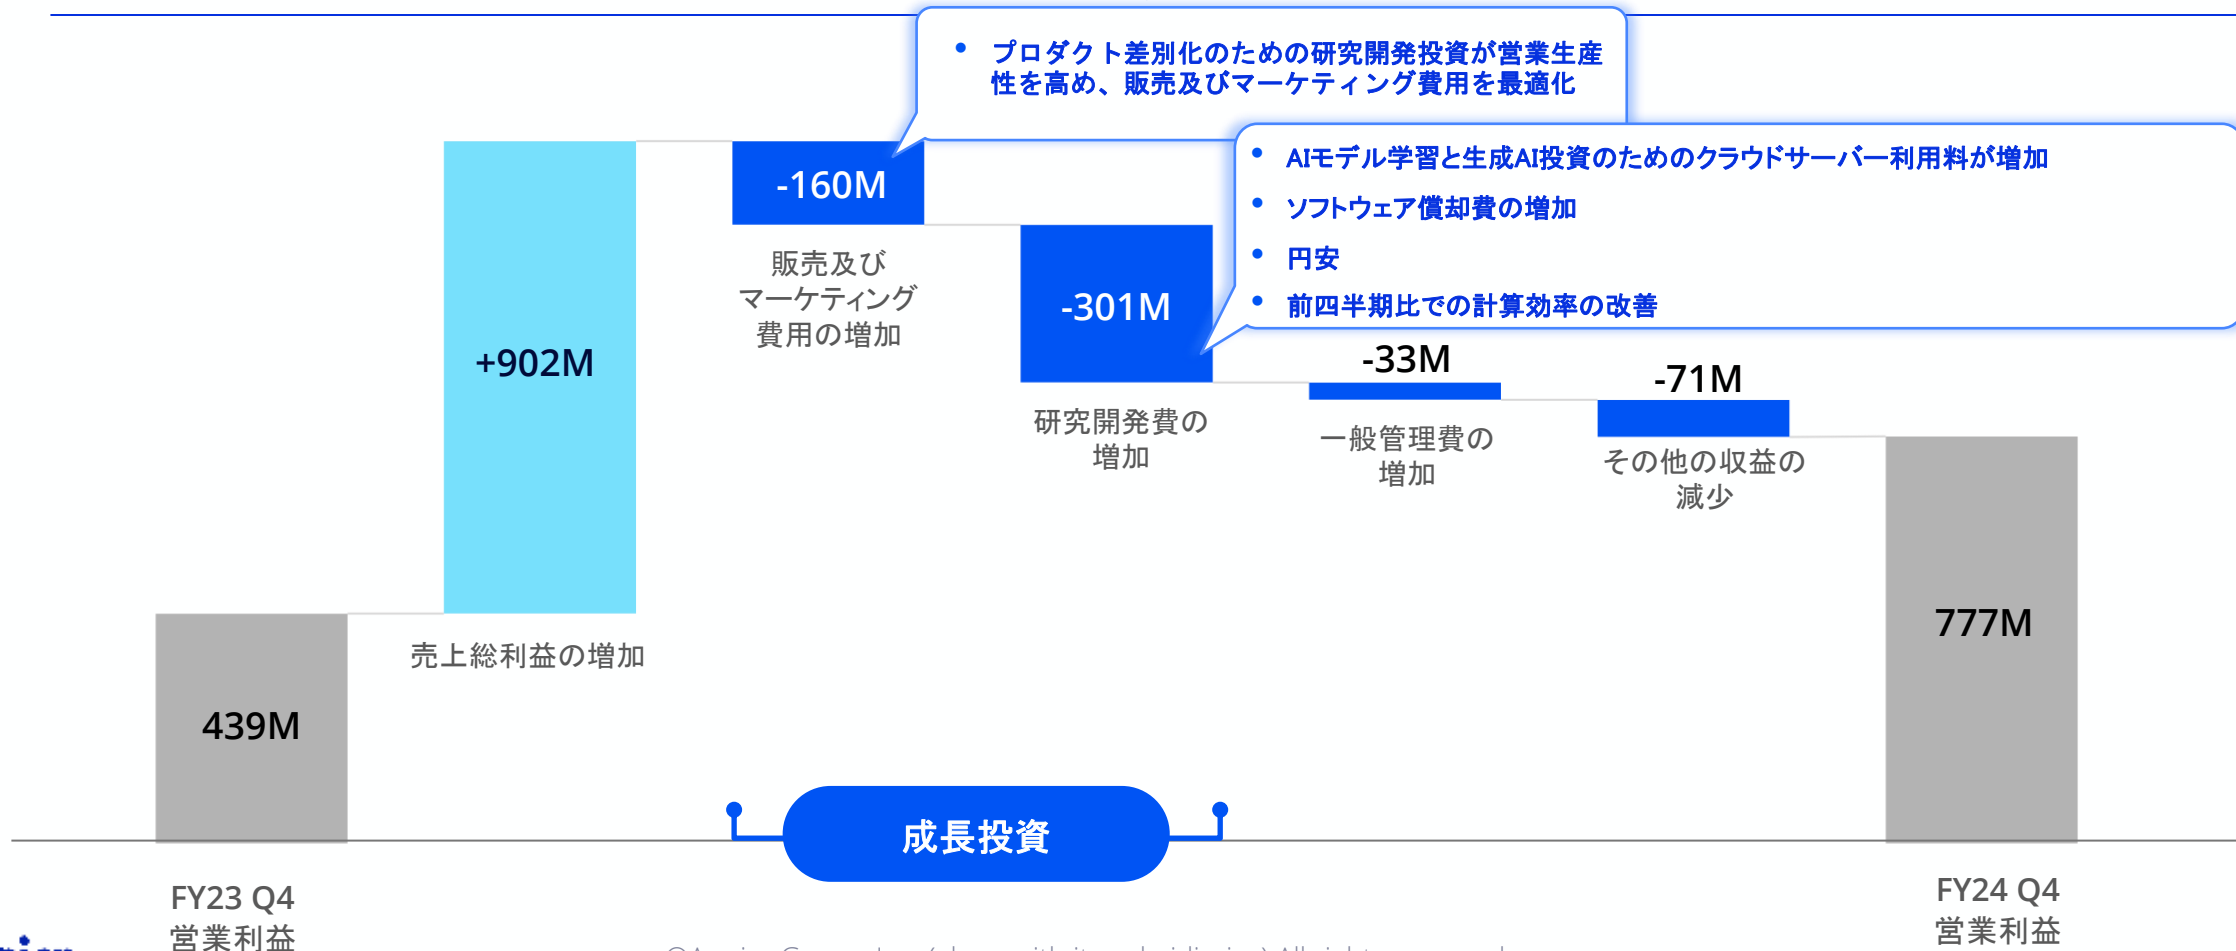 プロダクト差別化のための研究開発投資が営業生産
性を高め、販売及びマーケティング費用を最適化
AIモデル学習と生成AI投資のためのクラウドサーバー利用料が増加
ソフトウェア償却費の増加
円安
前四半期比での計算効率の改善
439M
+902M
売上総利益の増加
-160M
販売及び
マーケティング
費用の増加
-301M
研究開発費の
増加
-33M
一般管理費の
増加
-71M
その他の収益の
減少
777M
成長投資
FY23 Q4
営業利益
FY24 Q4
営業利益